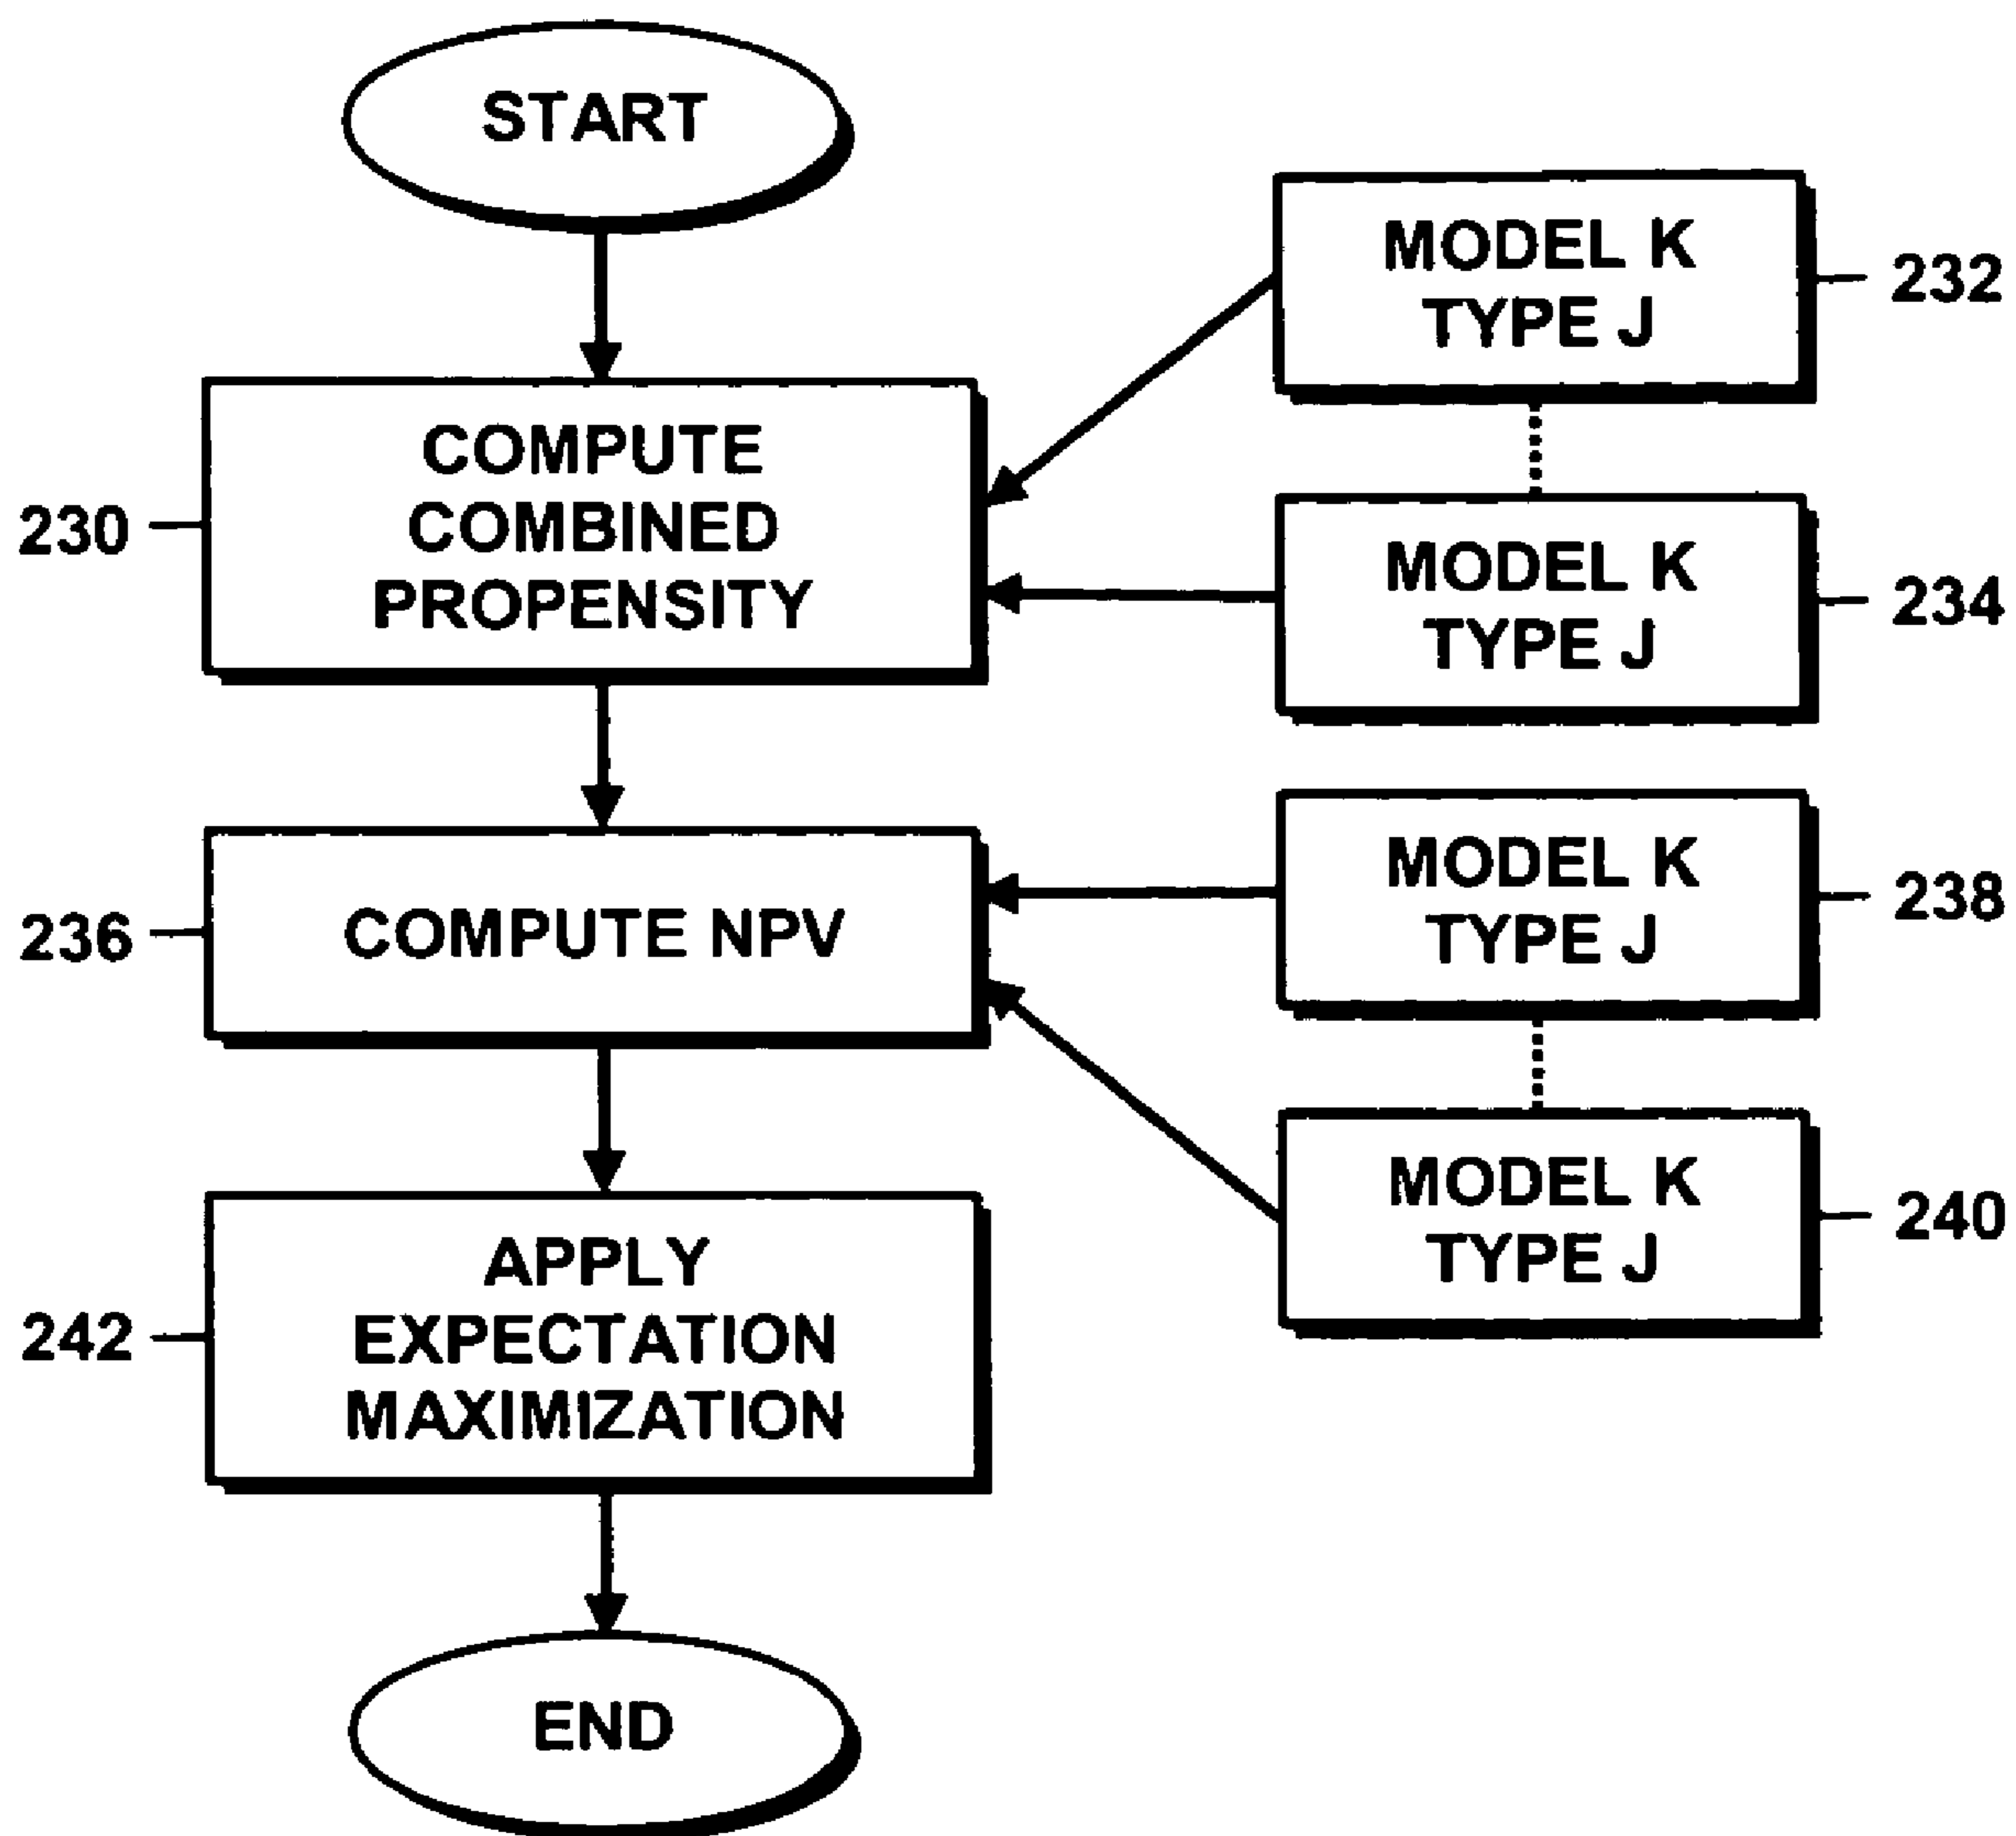 START
MODEL K
TYPE J
232
COMPUTE
COMBINED
PROPENSITY
230
MODEL K
TYPE J
234
COMPUTE NPV
236
MODEL K
TYPE J
238
MODEL K
TYPE J
240
APPLY
EXPECTATION
MAXIMIZATION
242
END